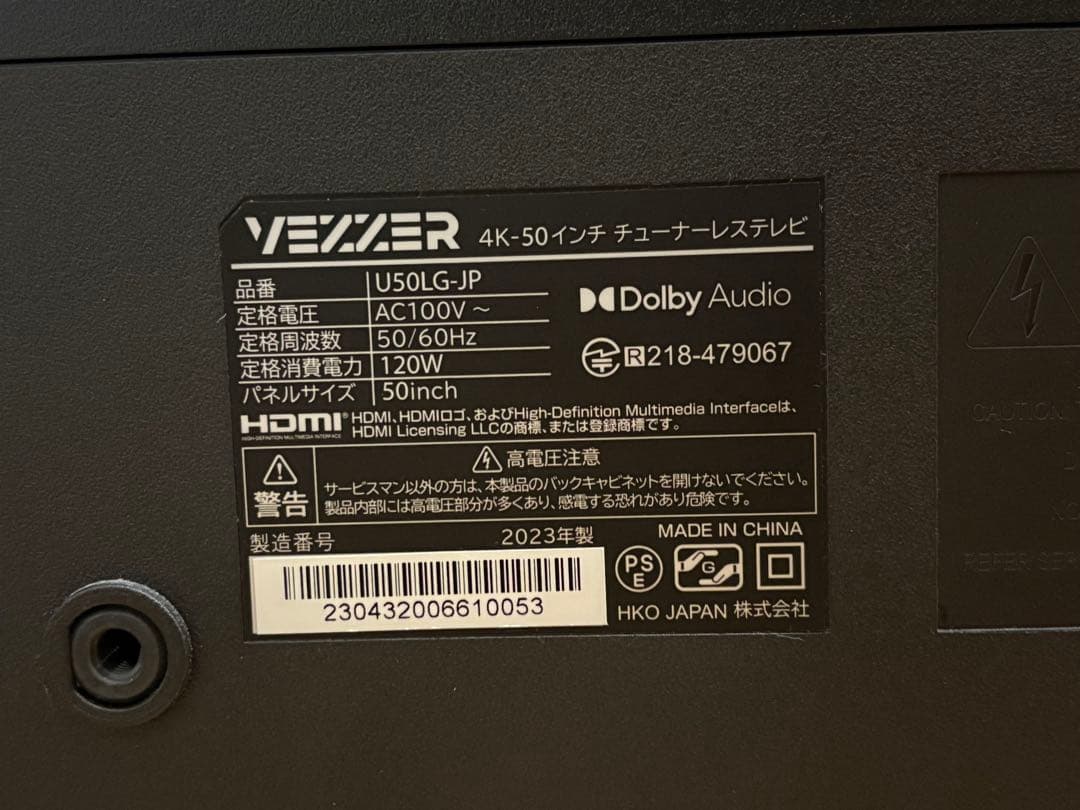 VEZZER 4K-50インチ チューナーレステレビ
品番 U50LG-JP
定格電圧 AC100V～
定格周波数 50/60Hz
定格消費電力 120W
パネルサイズ 50inch
Dolby Audio
R 218-479067
HDMI HDMI、HDMIロゴ、およびHigh-Definition Multimedia Interfaceは、
HIGH-DEFINITION MULTIMEDIA INTERFACE HDMI Licensing LLCの商標、または登録商標です。
警告
高電圧注意
サービスマン以外の方は、本製品のバックキャビネットを開けないでください。
製品内部には高電圧部分が多くあり、感電する恐れがあり危険です。
製造番号 2023年製
230432006610053
MADE IN CHINA
PS
E
G
HKO JAPAN 株式会社
CAUTION
REFER SE